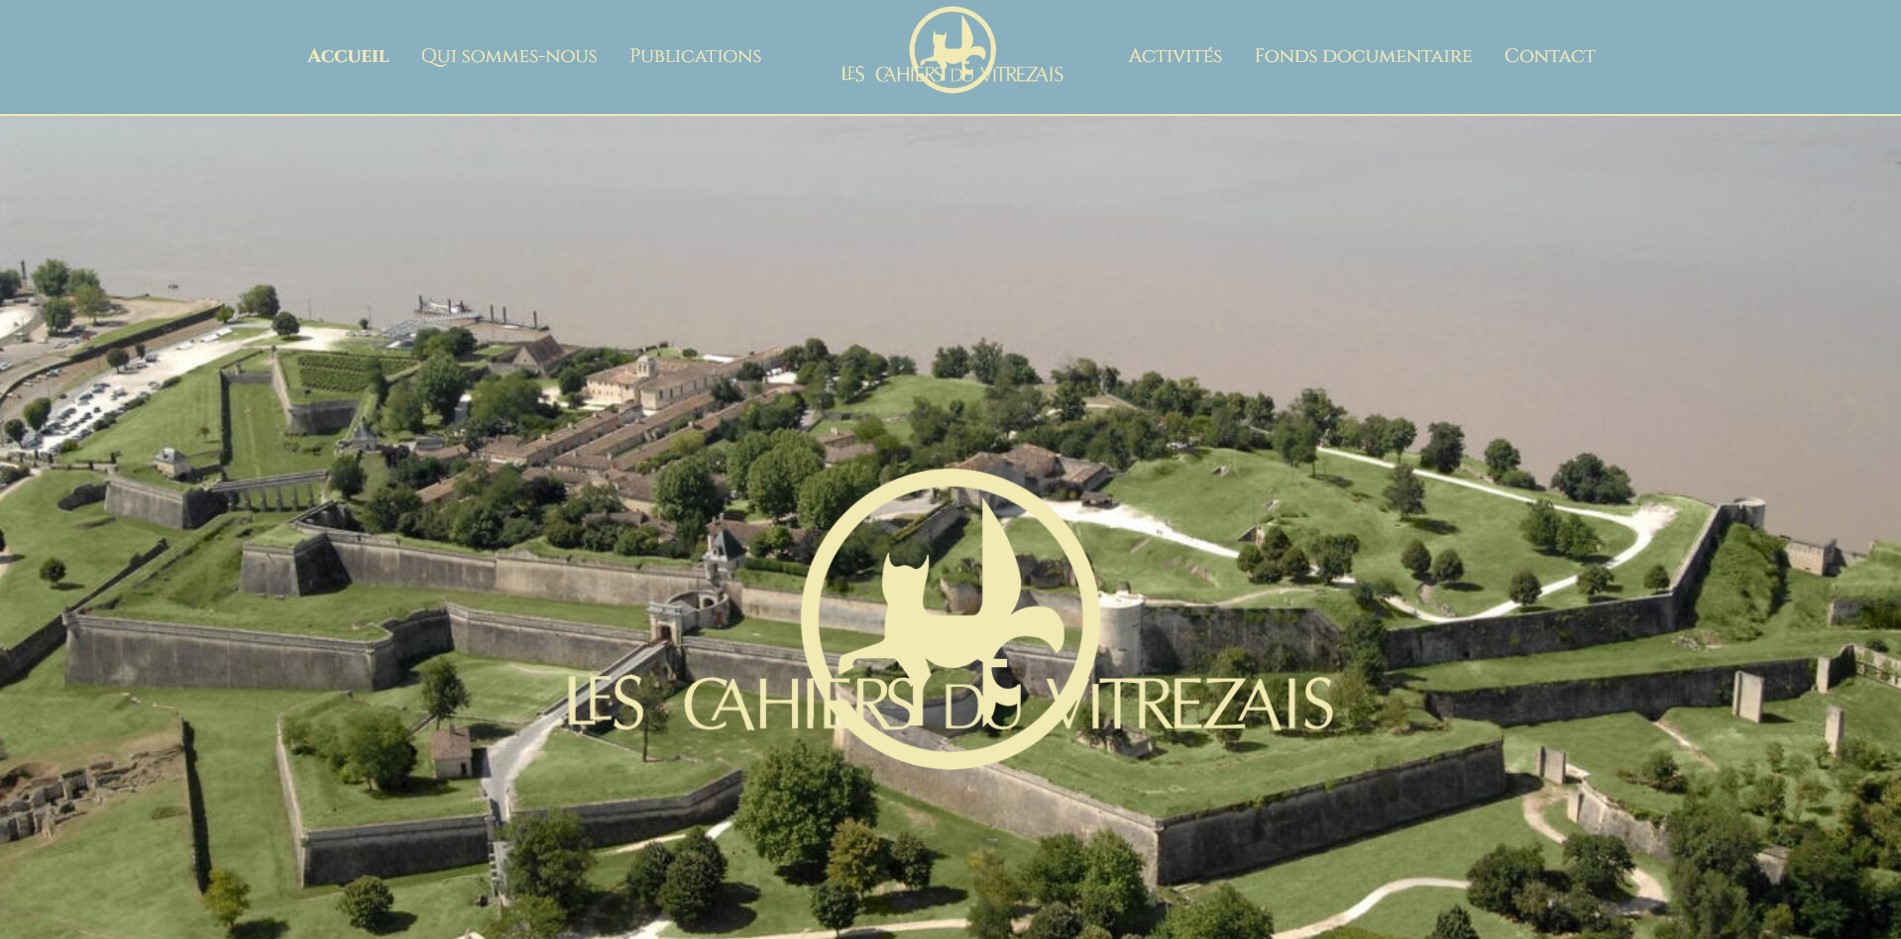 Accueil
Qui sommes-nous
Publications
Les Cahiers du Vitrezais
Activités
Fonds documentaire
Contact
Les Cahiers du Vitrezais